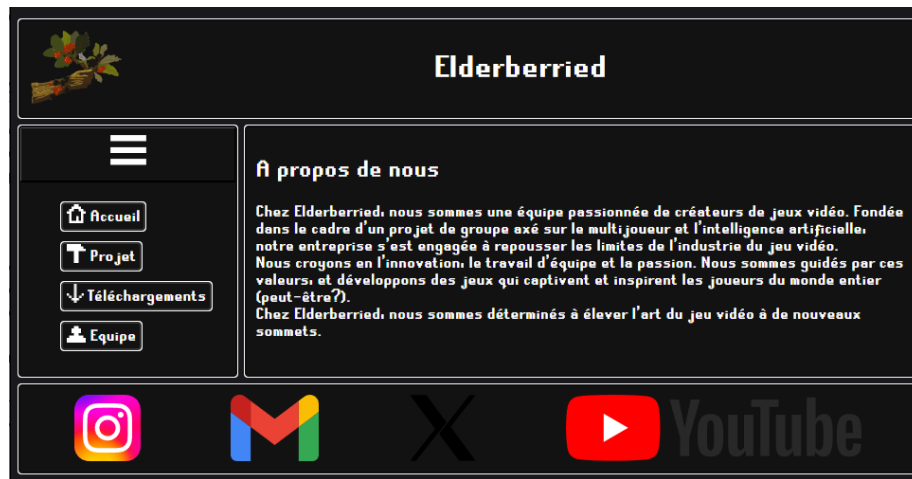 Elderberried
A propos de nous
Accueil
Projet
Téléchargements
Equipe
Chez Elderberried, nous sommes une équipe passionnée de créateurs de jeux vidéo. Fondée
dans le cadre d'un projet de groupe axé sur le multijoueur et l'intelligence artificielle,
notre entreprise s'est engagée à repousser les limites de l'industrie du jeu vidéo.
Nous croyons en l'innovation, le travail d'équipe et la passion. Nous sommes guidés par ces
valeurs, et développons des jeux qui captivent et inspirent les joueurs du monde entier
(peut-être?).
Chez Elderberried, nous sommes déterminés à élever l'art du jeu vidéo à de nouveaux
sommets.
X
YouTube